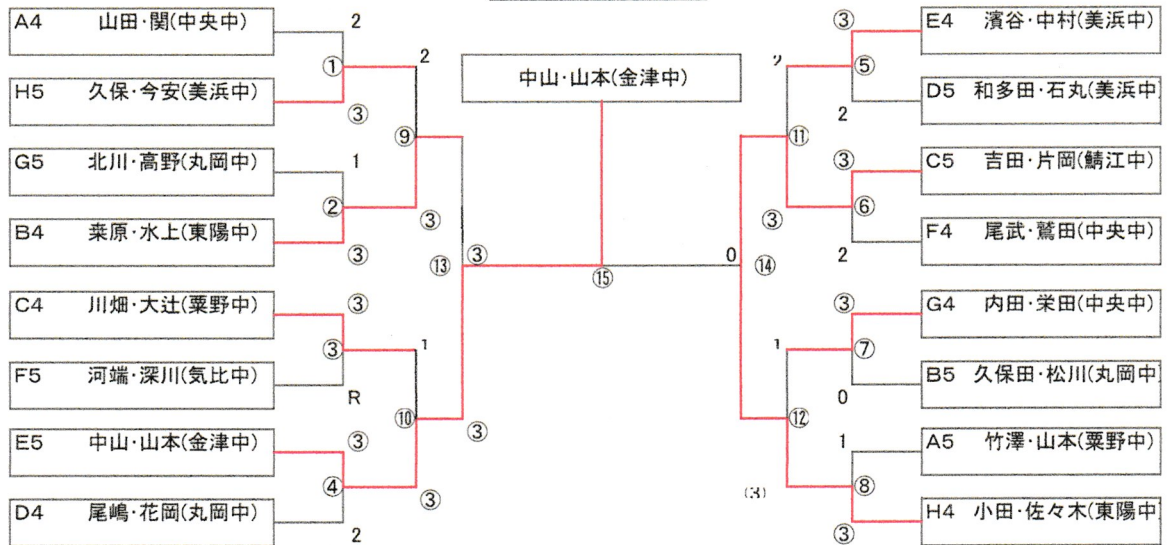 A4 山田・関(中央中)
2
①
H5 久保・今安(美浜中)
③
2
⑨
G5 北川・高野(丸岡中)
1
②
B4 桒原・水上(東陽中)
③
③
⑬
③
C4 川畑・大辻(粟野中)
③
③
F5 河端・深川(気比中)
R
1
⑩
③
E5 中山・山本(金津中)
③
④
D4 尾嶋・花岡(丸岡中)
2
③
中山・山本(金津中)
⑮
0
⑭
③
E4 濱谷・中村(美浜中)
⑤
D5 和多田・石丸(美浜中
2
2
⑪
③
③
C5 吉田・片岡(鯖江中)
⑥
F4 尾武・鷲田(中央中)
2
③
G4 内田・栄田(中央中)
⑦
B5 久保田・松川(丸岡中
0
1
⑫
(3)
1
A5 竹澤・山本(粟野中)
⑧
H4 小田・佐々木(東陽中
③